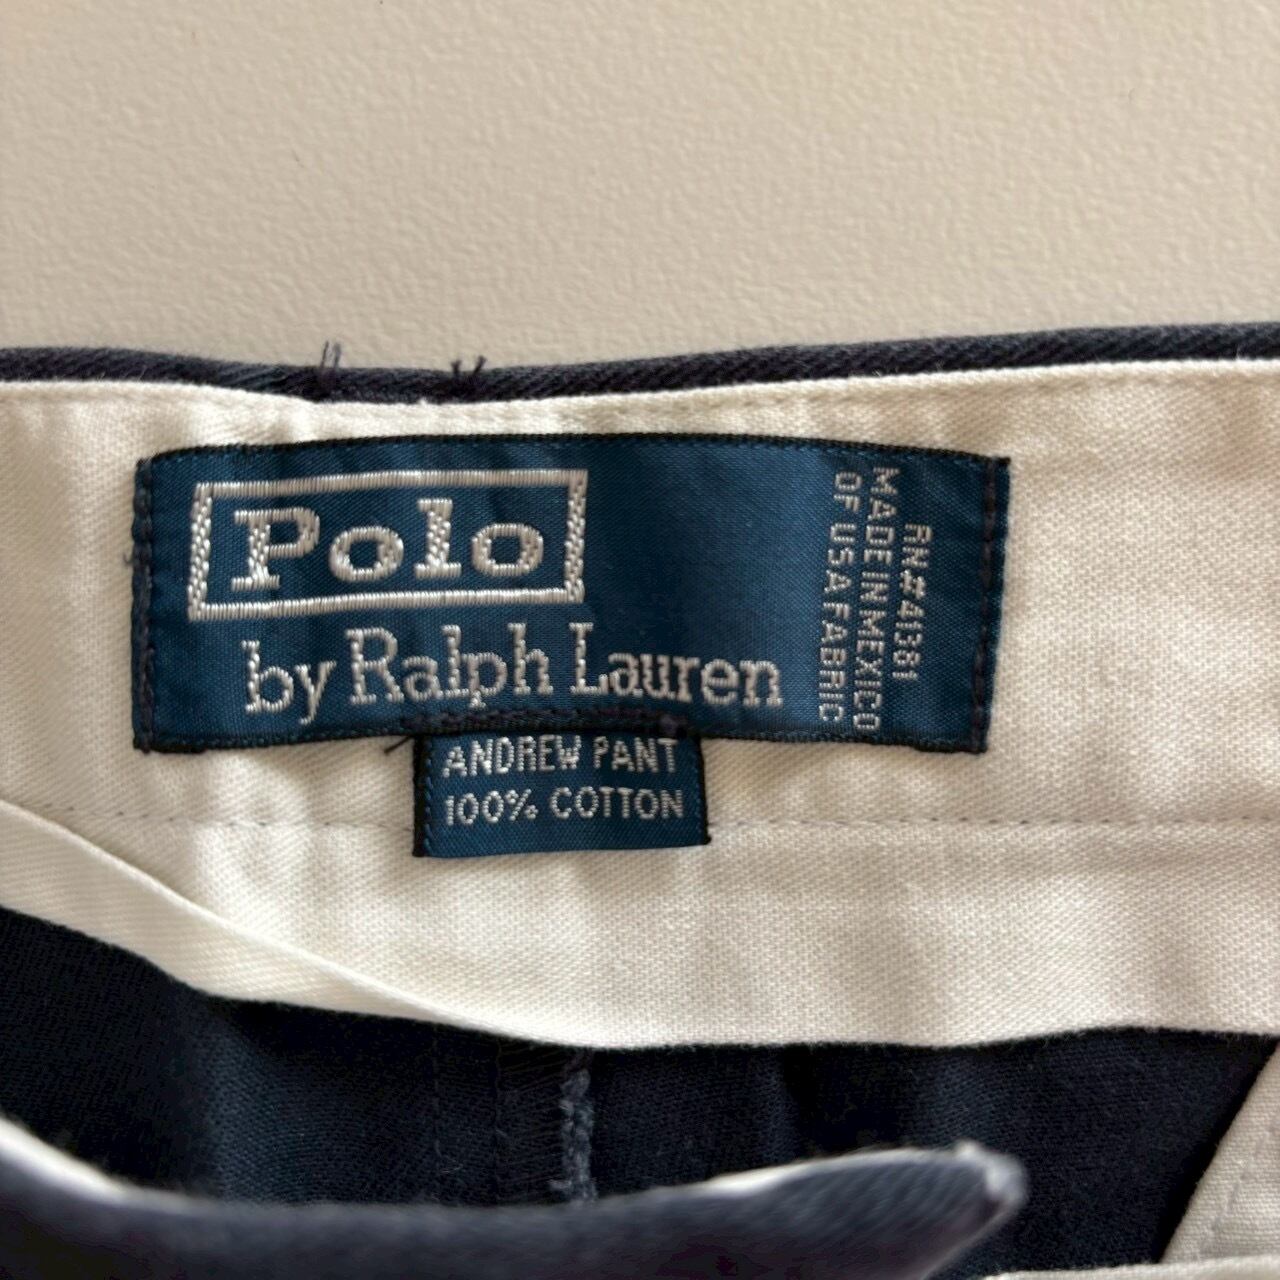 Polo
by Ralph Lauren
RN#41381
MADE IN MEXICO
OF USA FABRIC
ANDREW PANT
100% COTTON